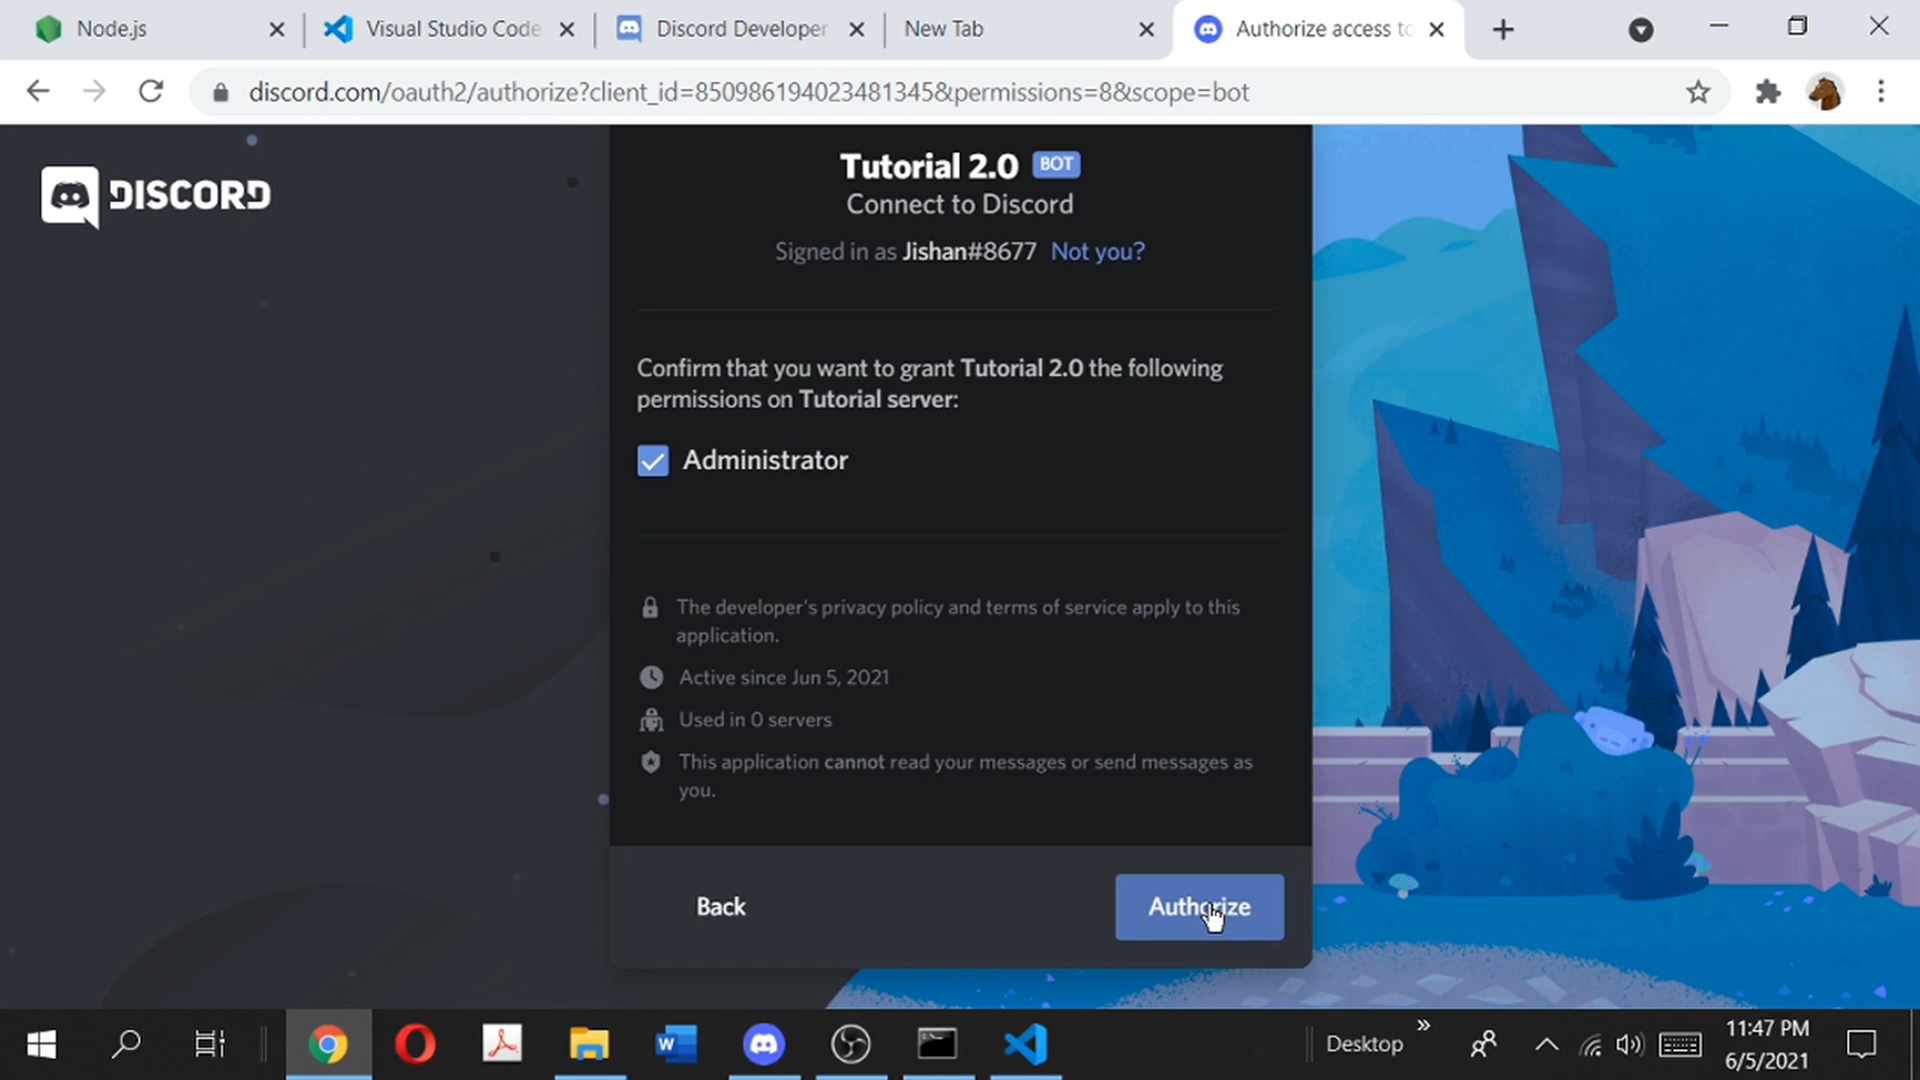 Node.js
Visual Studio Code
Discord Developer
New Tab
Authorize access to
discord.com/oauth2/authorize?client_id=850986194023481345&permissions=8&scope=bot
DISCORD
Tutorial 2.0 BOT
Connect to Discord
Signed in as Jishan#8677 Not you?
Confirm that you want to grant Tutorial 2.0 the following
permissions on Tutorial server:
Administrator
The developer's privacy policy and terms of service apply to this
application.
Active since Jun 5, 2021
Used in 0 servers
This application cannot read your messages or send messages as
you.
Back
Authorize
Desktop
11:47 PM
6/5/2021